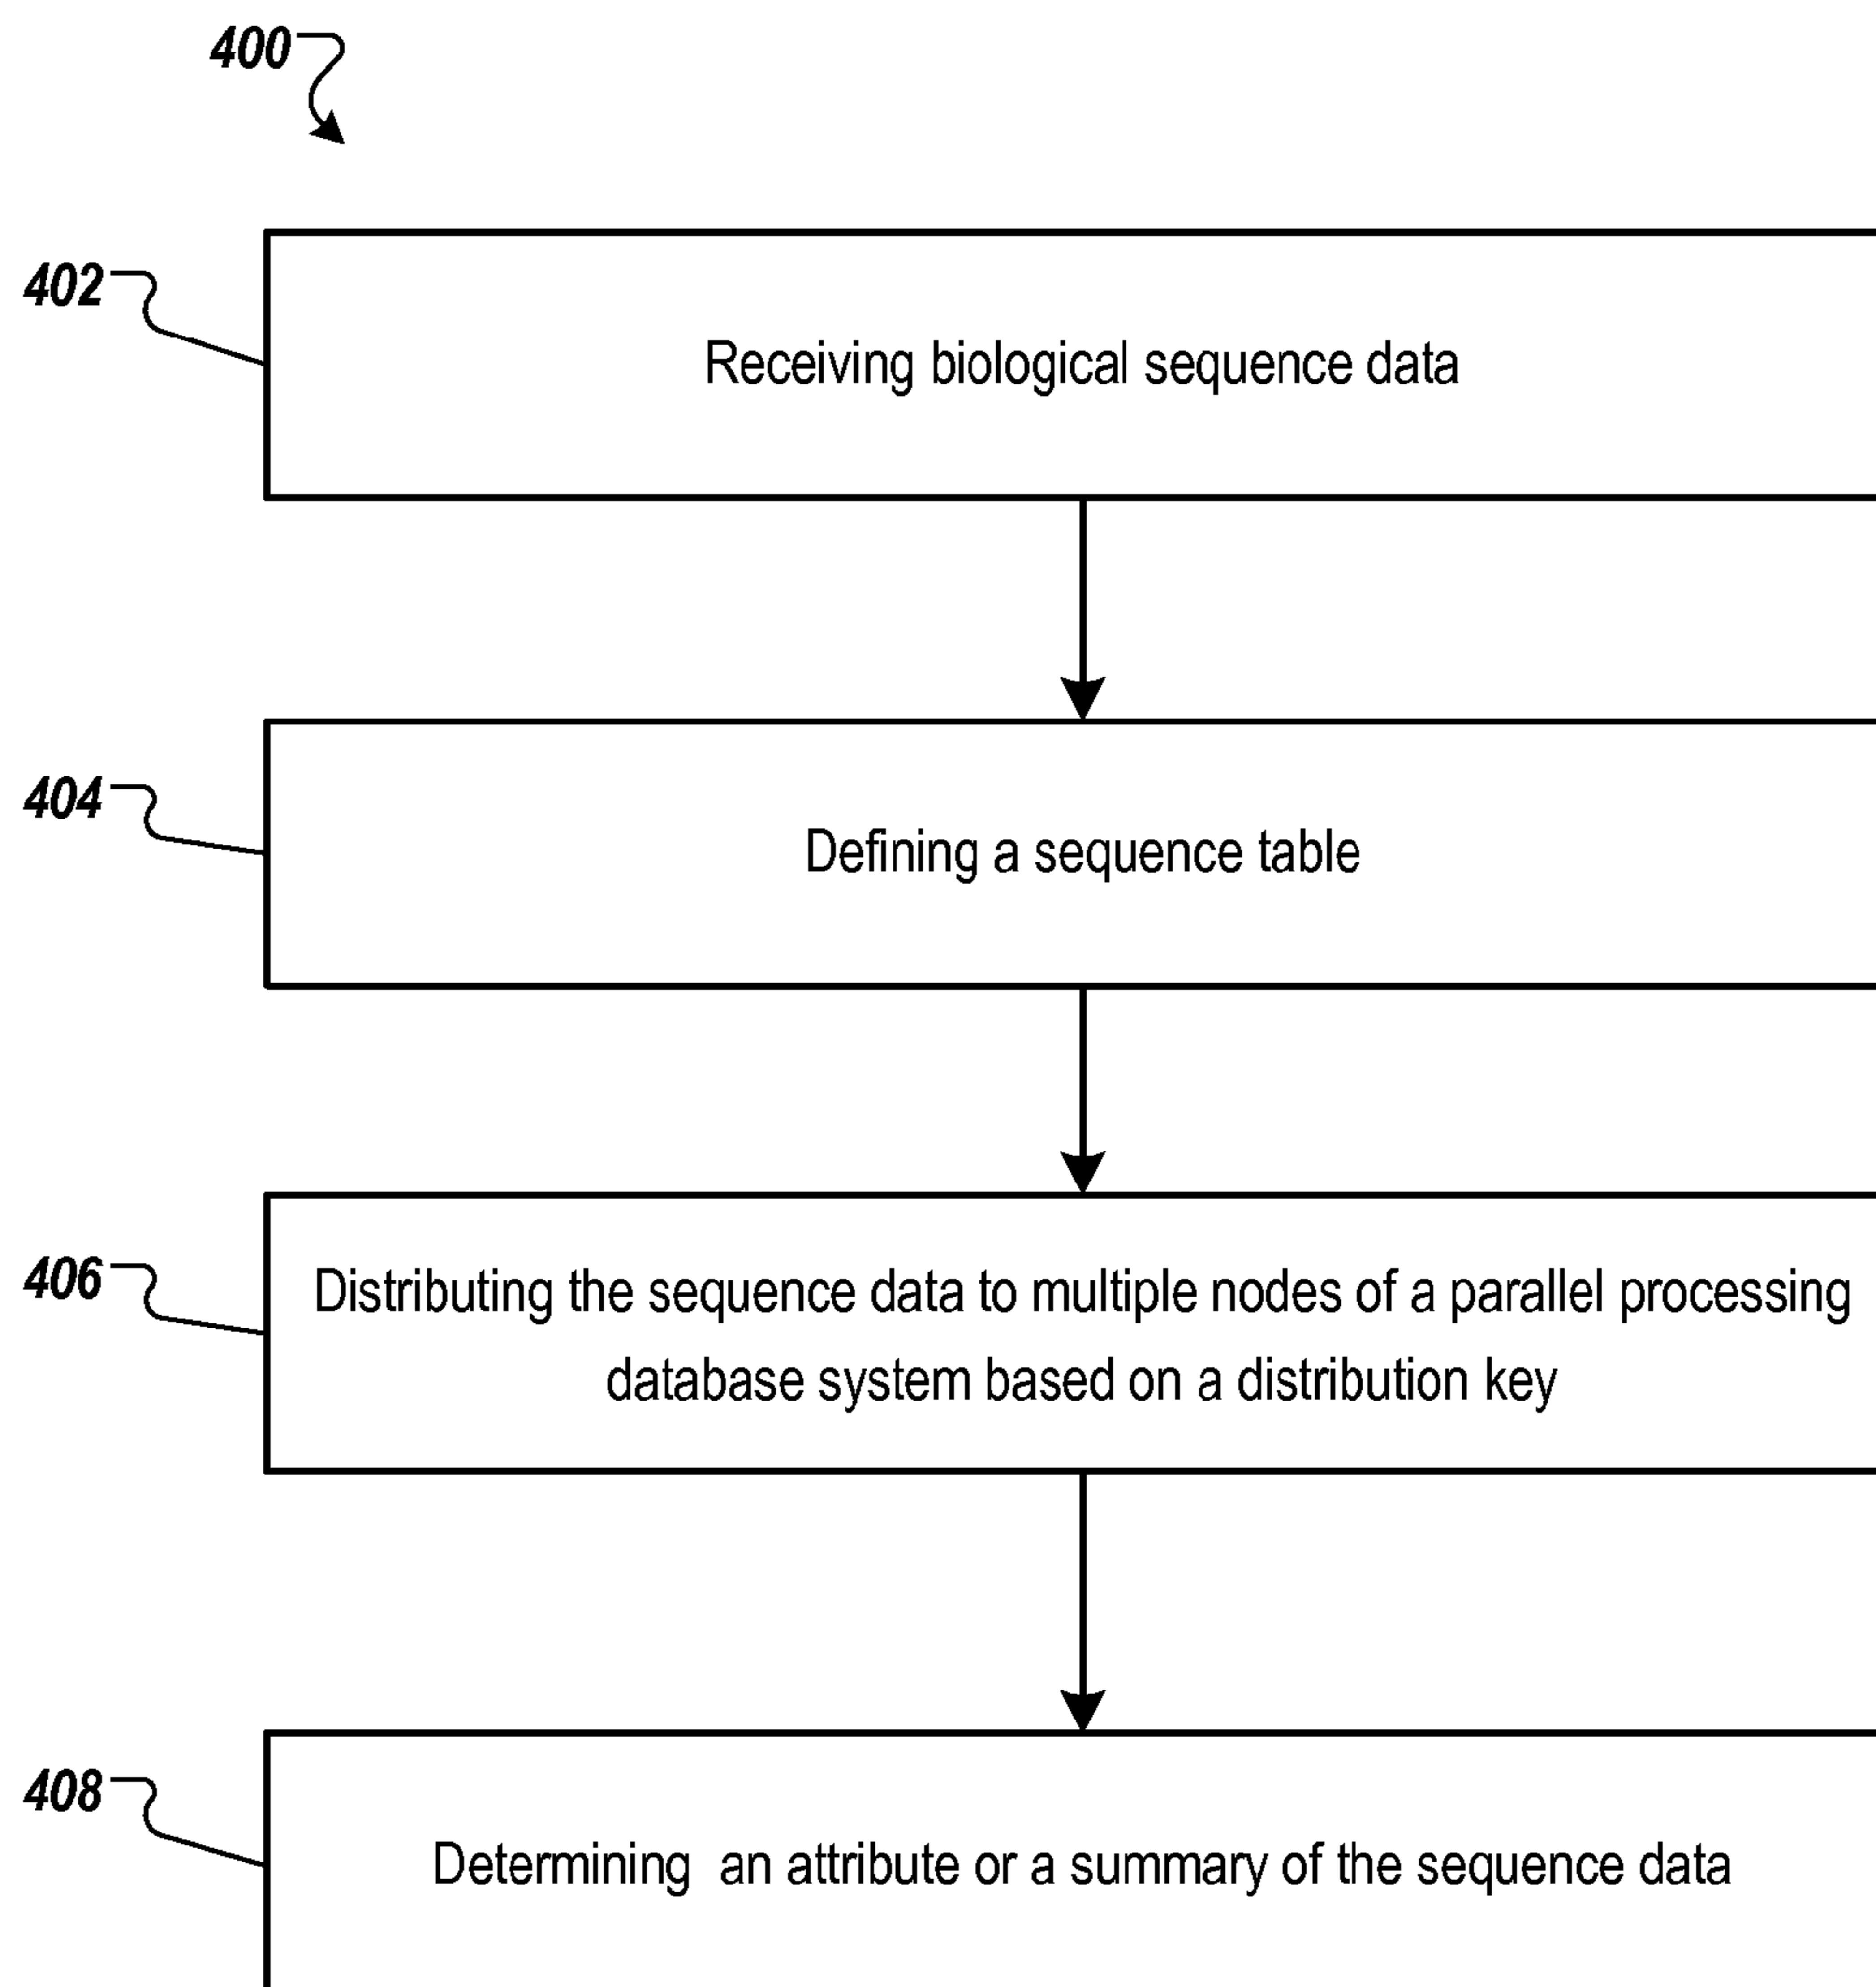 400
402
Receiving biological sequence data
404
Defining a sequence table
406
Distributing the sequence data to multiple nodes of a parallel processing
database system based on a distribution key
408
Determining an attribute or a summary of the sequence data